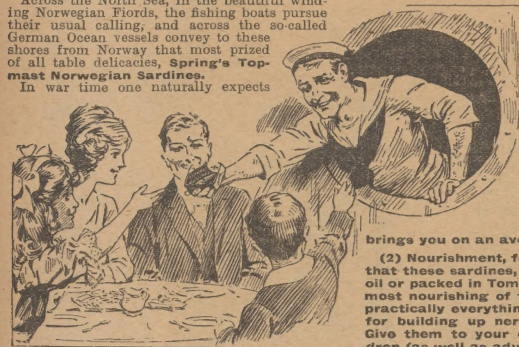 Across the North Sea, in the beautiful wind-
ing Norwegian Fiords, the fishing boats pursue
their usual calling; and across the so-called
German Ocean vessels convey to these
shores from Norway that most prized
of all table delicacies, Spring's Top-
mast Norwegian Sardines.
In war time one naturally expects
brings you on an ave
(2) Nourishment, f
that these sardines,
oil or packed in Tom
most nourishing of
practically everythin
for building up ner
Give them to your